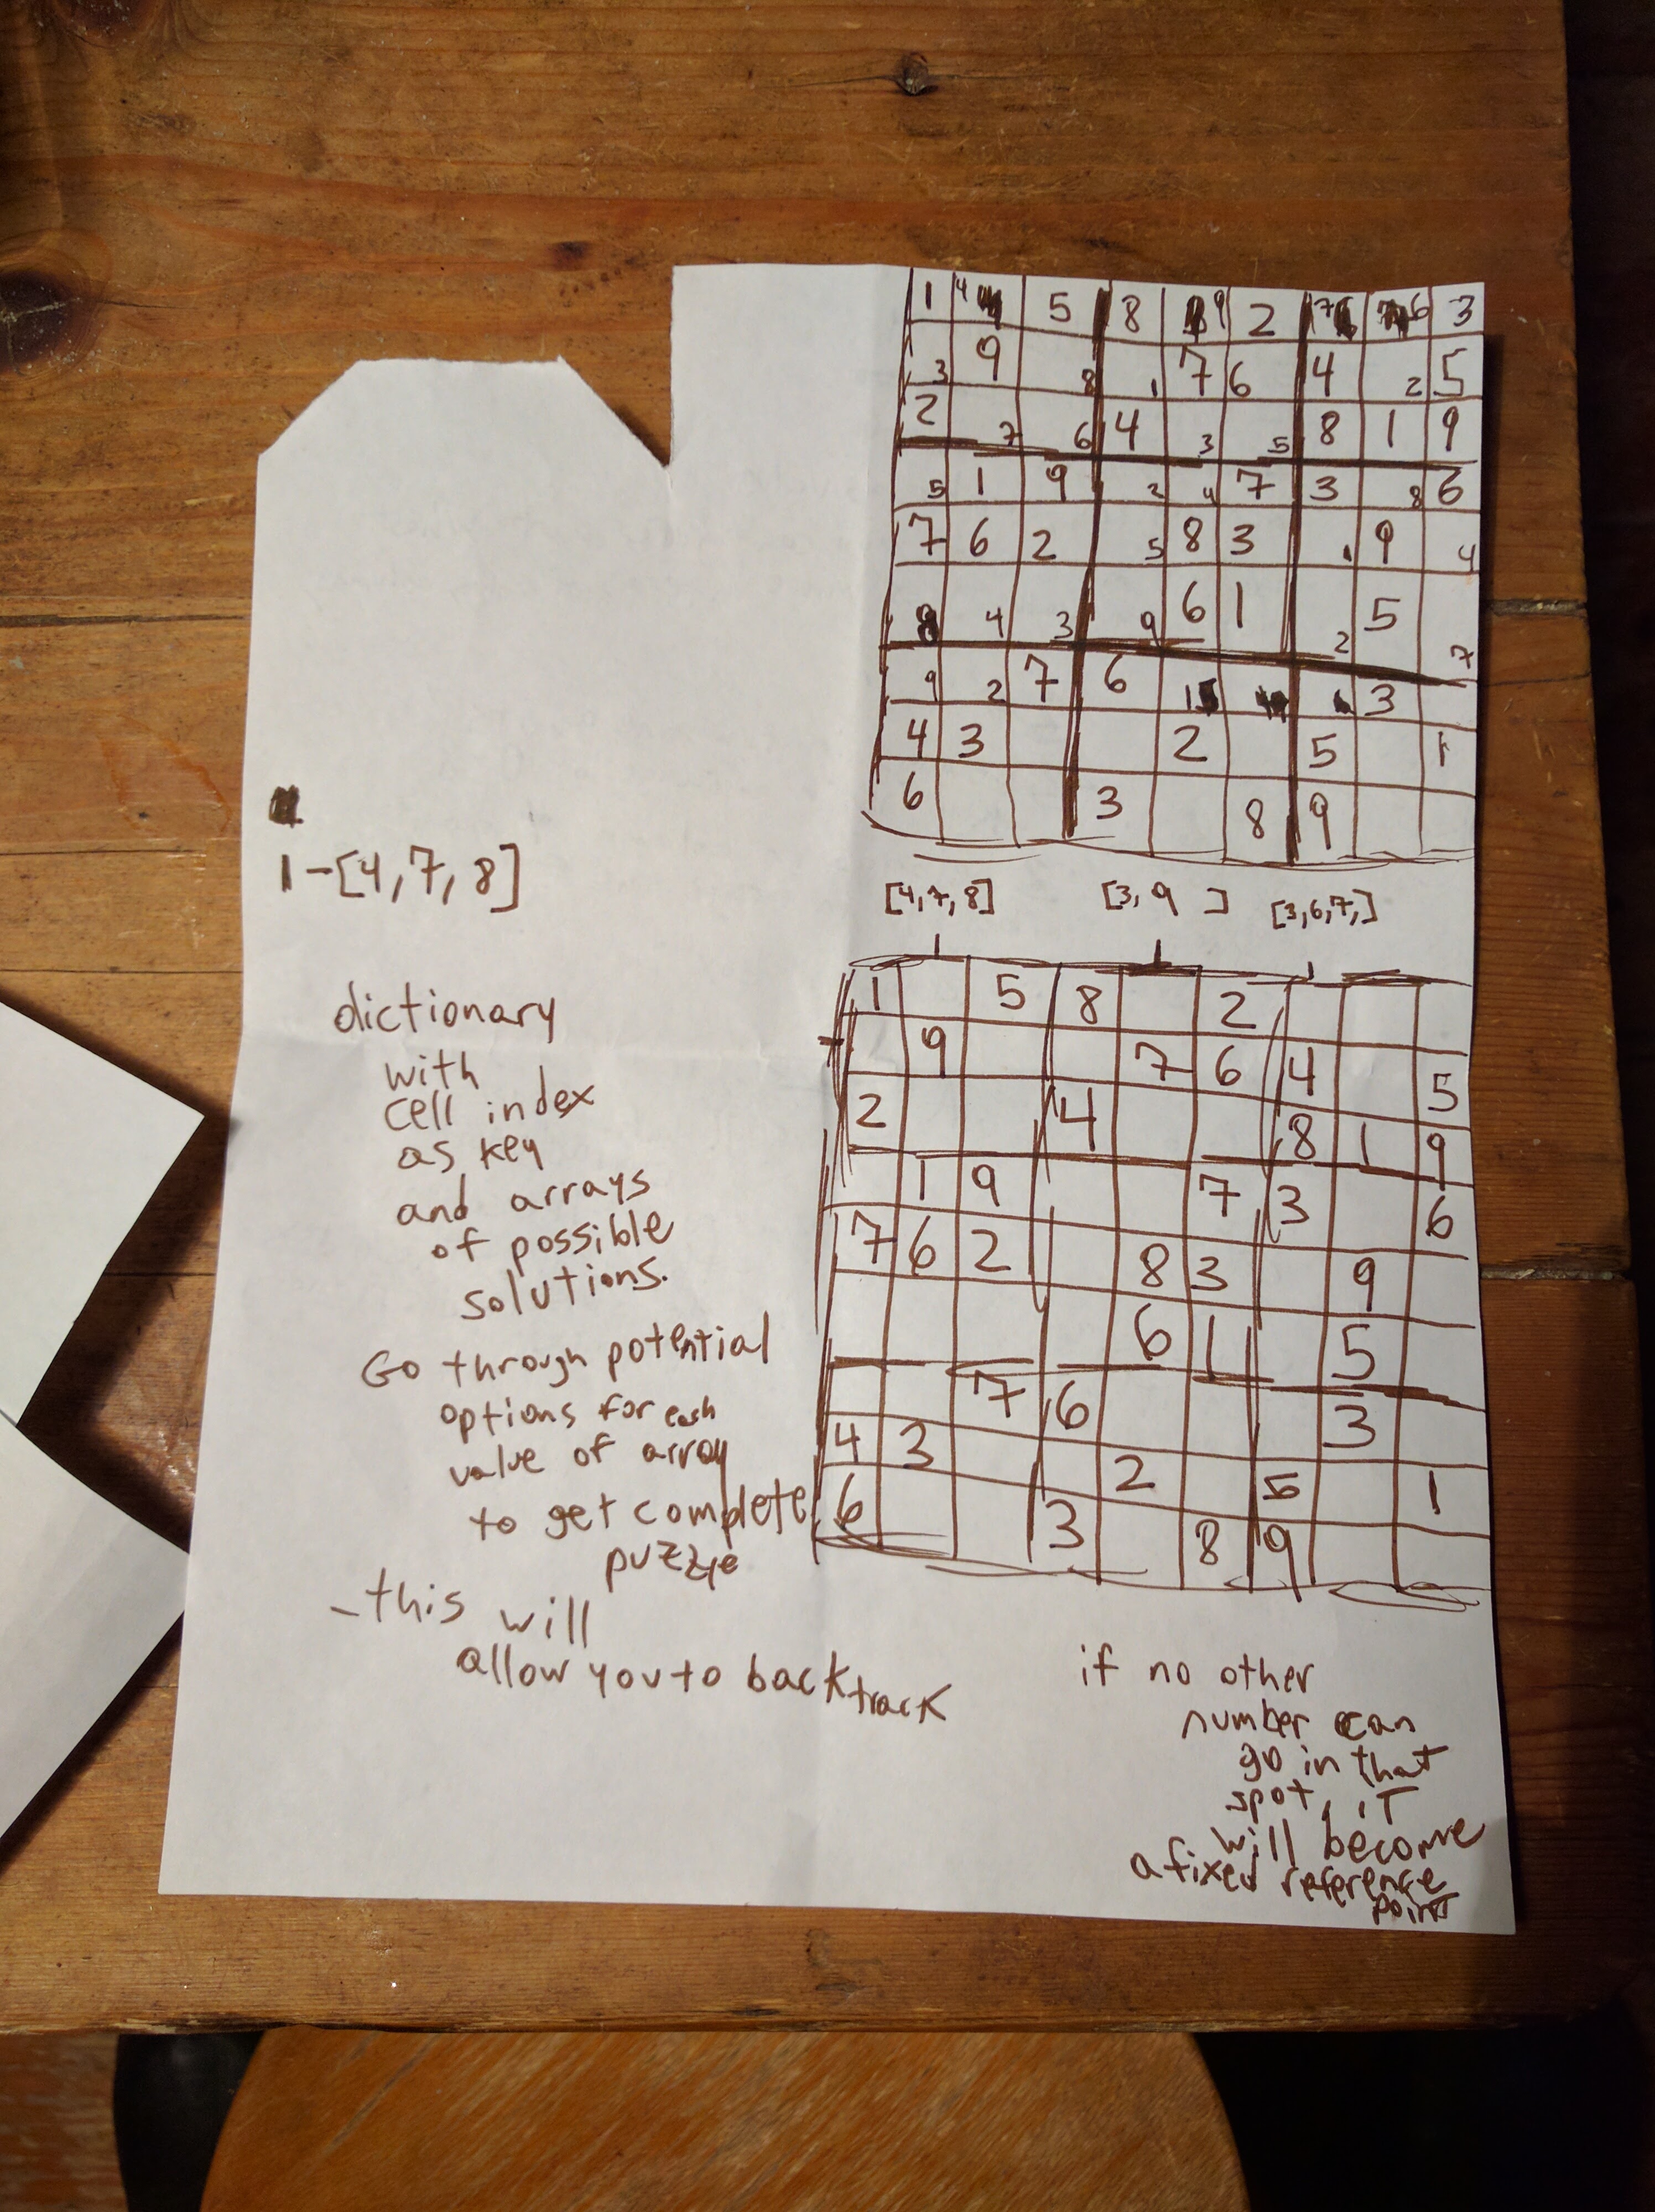 1 4 5 8 9 2 7 6 3
3 9 8 1 7 6 4 2 5
2 7 6 4 3 5 8 1 9
5 1 9 2 4 7 3 8 6
7 6 2 5 8 3 1 9 4
8 4 3 9 6 1 2 5 7
9 2 7 6 1 3
4 3 2 5 1
6 3 8 9
1-[4,7,8]
[4,7,8] [3,9 ] [3,6,7,]
1 5 8 2
9 7 6 4 5
2 4 8 1 9
1 9 7 3 6
7 6 2 8 3 9
6 1 5
7 6 3
4 3 2 5 1
6 3 8 9
dictionary
with
cell index
as key
and arrays
of possible
solutions.
Go through potential
options for each
value of array
to get complete
puzzle
-this will
allow you to backtrack
if no other
number can
go in that
spot, it
will become
a fixed reference
point